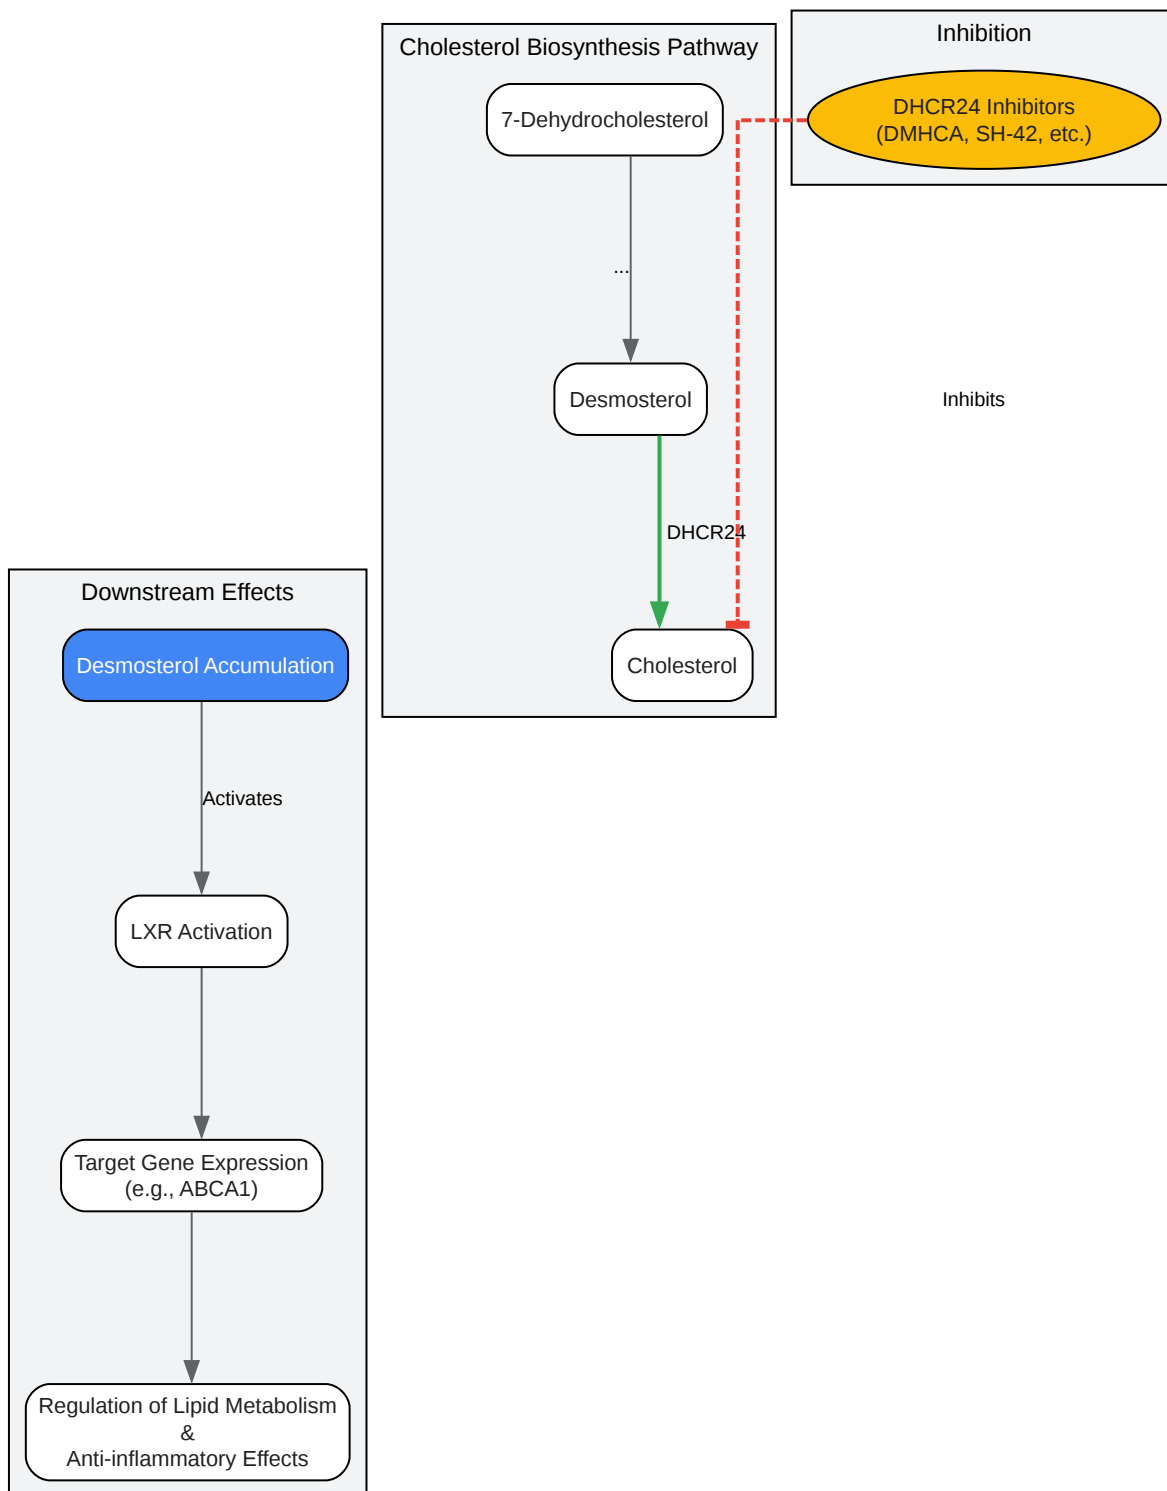 Cholesterol Biosynthesis Pathway
7-Dehydrocholesterol
...
Desmosterol
DHCR24
Cholesterol
Inhibition
DHCR24 Inhibitors
(DMHCA, SH-42, etc.)
Inhibits
Downstream Effects
Desmosterol Accumulation
Activates
LXR Activation
Target Gene Expression
(e.g., ABCA1)
Regulation of Lipid Metabolism
&
Anti-inflammatory Effects